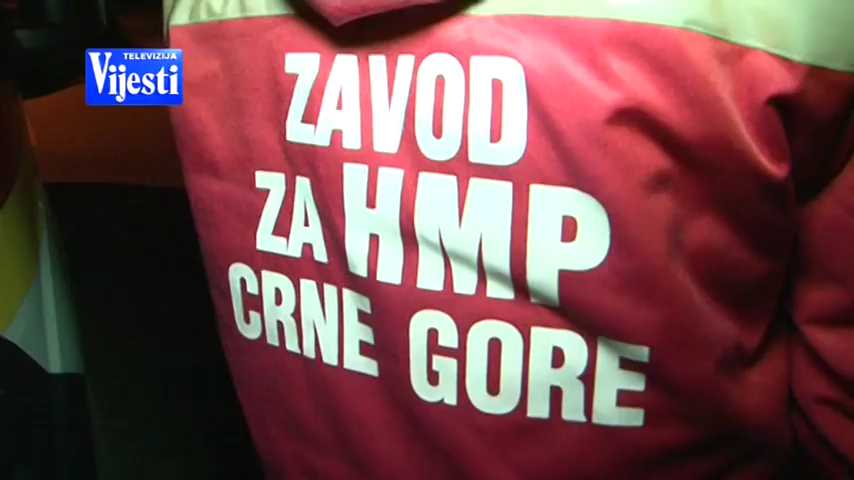 TELEVIZIJA
Vijesti
ZAVOD
ZA HMP
CRNE GORE